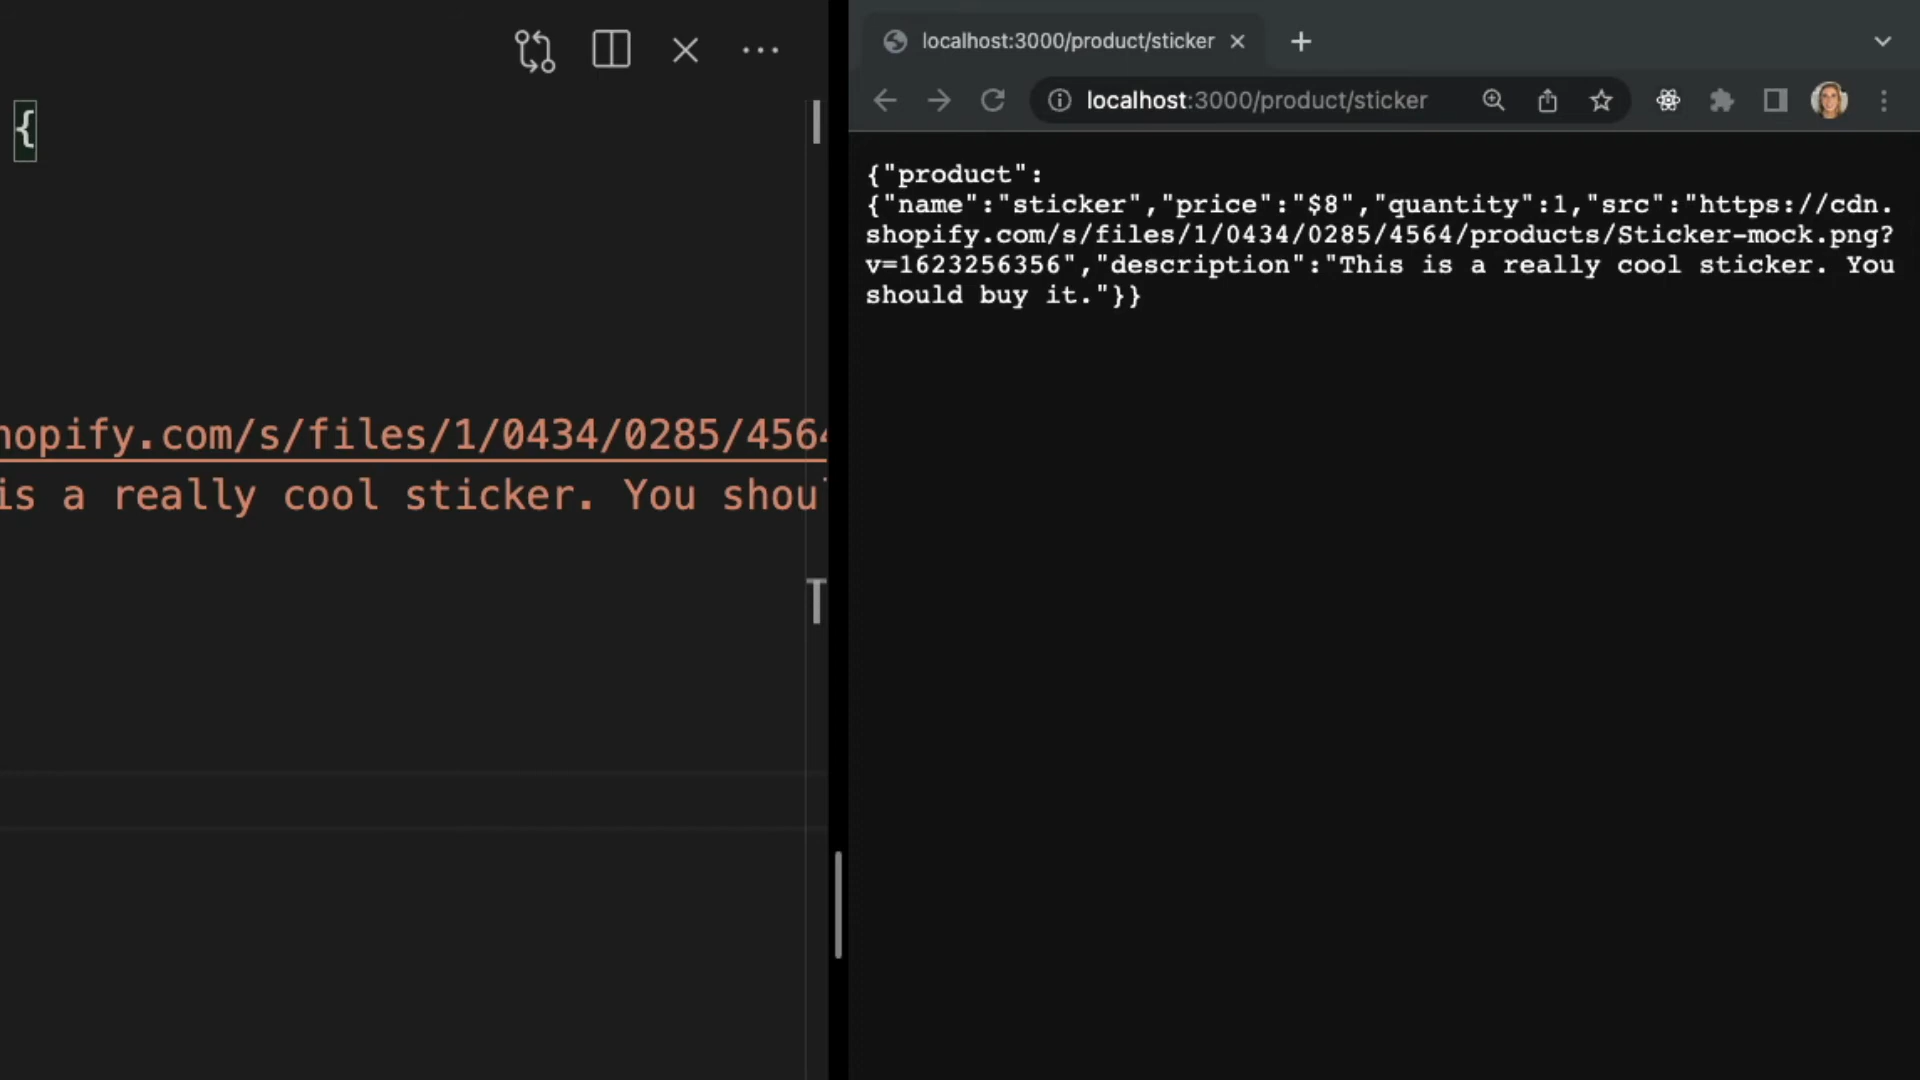 {
hopify.com/s/files/1/0434/0285/4564
is a really cool sticker. You shou
localhost:3000/product/sticker
localhost:3000/product/sticker
{"product":
{"name":"sticker","price":"$8","quantity":1,"src":"https://cdn.
shopify.com/s/files/1/0434/0285/4564/products/Sticker-mock.png?
v=1623256356","description":"This is a really cool sticker. You
should buy it."}}